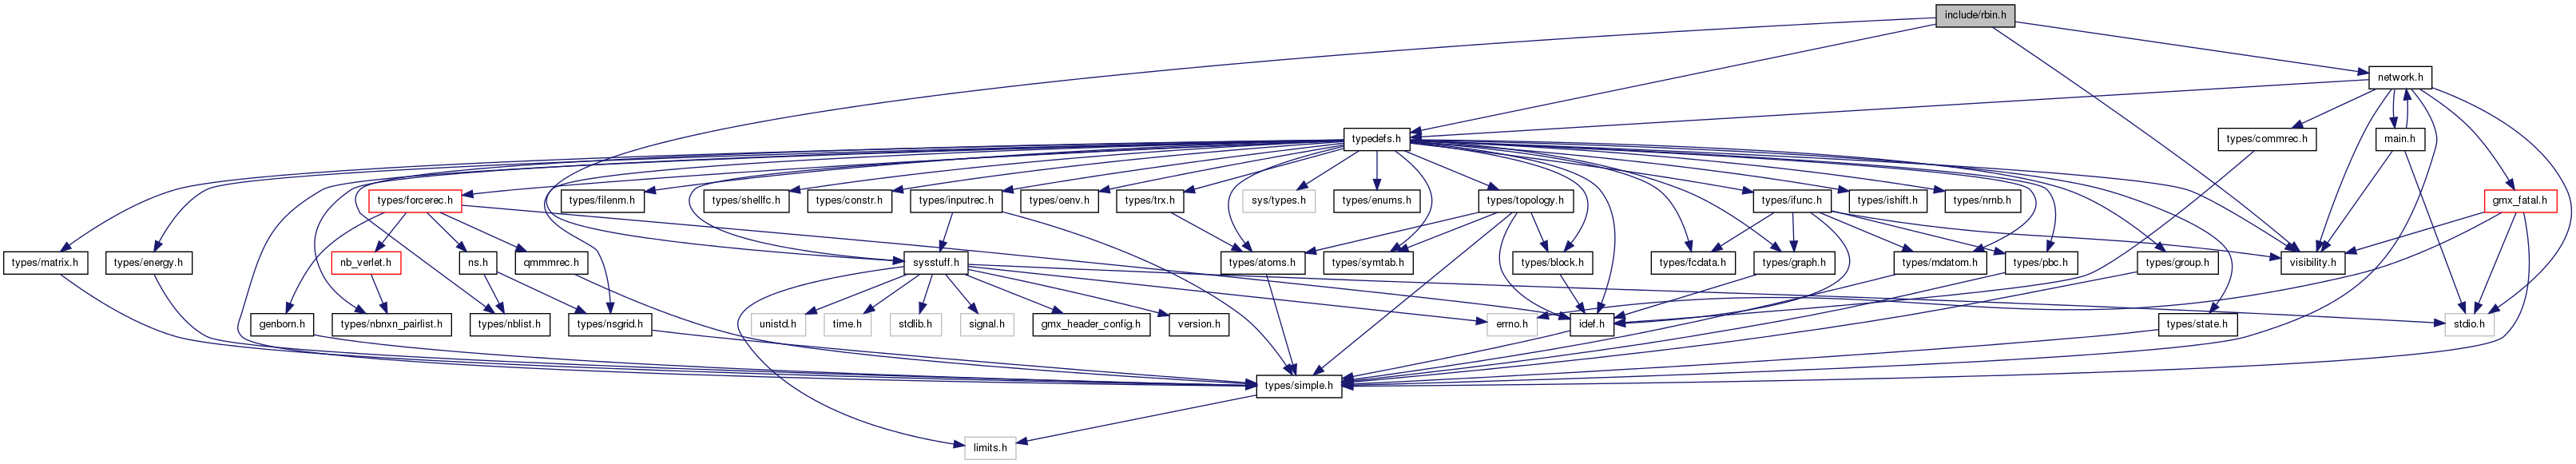 include/rbin.h
network.h
typedefs.h
types/commrec.h
main.h
types/forcerec.h
types/filenm.h
types/shellfc.h
types/constr.h
types/inputrec.h
types/oenv.h
types/trx.h
sys/types.h
types/enums.h
types/topology.h
types/ifunc.h
types/ishift.h
types/nrnb.h
gmx_fatal.h
types/matrix.h
types/energy.h
nb_verlet.h
ns.h
qmmmrec.h
sysstuff.h
types/atoms.h
types/symtab.h
types/block.h
types/fcdata.h
types/graph.h
types/mdatom.h
types/pbc.h
types/group.h
visibility.h
genborn.h
types/nbnxn_pairlist.h
types/nblist.h
types/nsgrid.h
unistd.h
time.h
stdlib.h
signal.h
gmx_header_config.h
version.h
errno.h
idef.h
types/state.h
stdio.h
types/simple.h
limits.h